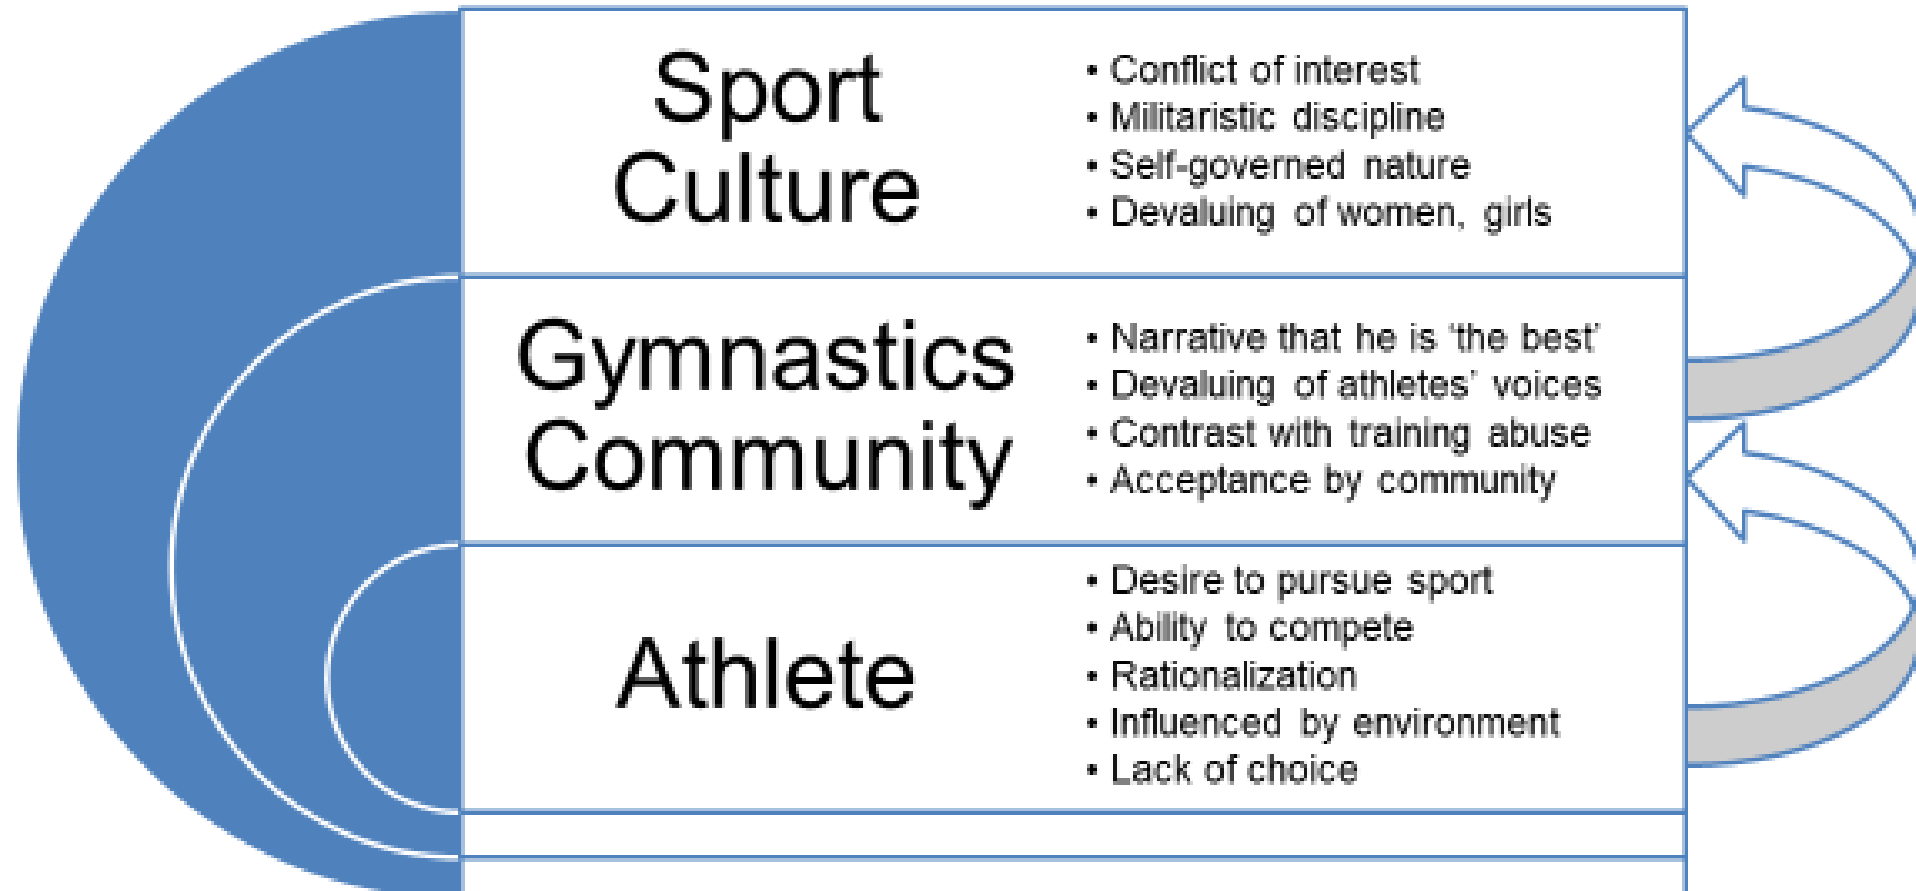 Sport
Culture
• Conflict of interest
• Militaristic discipline
• Self-governed nature
• Devaluing of women, girls
Gymnastics
Community
• Narrative that he is ‘the best’
• Devaluing of athletes’ voices
• Contrast with training abuse
• Acceptance by community
Athlete
• Desire to pursue sport
• Ability to compete
• Rationalization
• Influenced by environment
• Lack of choice